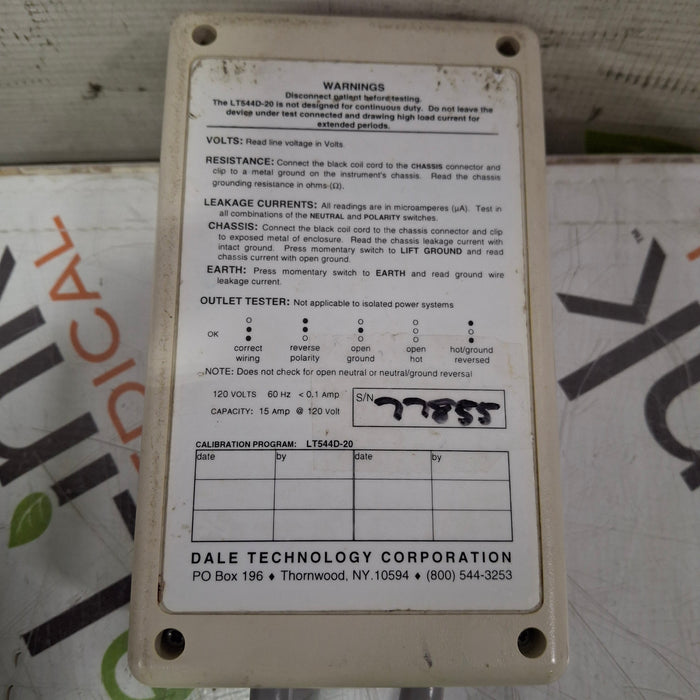 WARNINGS
Disconnect patient before testing.
The LT544D-20 is not designed for continuous duty. Do not leave the
device under test connected and drawing high load current for
extended periods.
VOLTS: Read line voltage in Volts.
RESISTANCE: Connect the black coil cord to the CHASSIS connector and
clip to a metal ground on the instrument's chassis. Read the chassis
grounding resistance in ohms (Ω).
LEAKAGE CURRENTS: All readings are in microamperes (µA). Test in
all combinations of the NEUTRAL and POLARITY switches.
CHASSIS: Connect the black coil cord to the chassis connector and clip
to exposed metal of enclosure. Read the chassis leakage current with
intact ground. Press momentary switch to LIFT GROUND and read
chassis current with open ground.
EARTH: Press momentary switch to EARTH and read ground wire
leakage current.
OUTLET TESTER: Not applicable to isolated power systems
OK
correct reverse open open hot/ground
wiring polarity ground hot reversed
NOTE: Does not check for open neutral or neutral/ground reversal
120 VOLTS 60 Hz < 0.1 Amp
CAPACITY: 15 Amp @ 120 Volt
S/N 77855
CALIBRATION PROGRAM: LT544D-20
date by date by
DALE TECHNOLOGY CORPORATION
PO Box 196 ♦ Thornwood, NY.10594 ♦ (800) 544-3253
ink
DICAL
k
TM